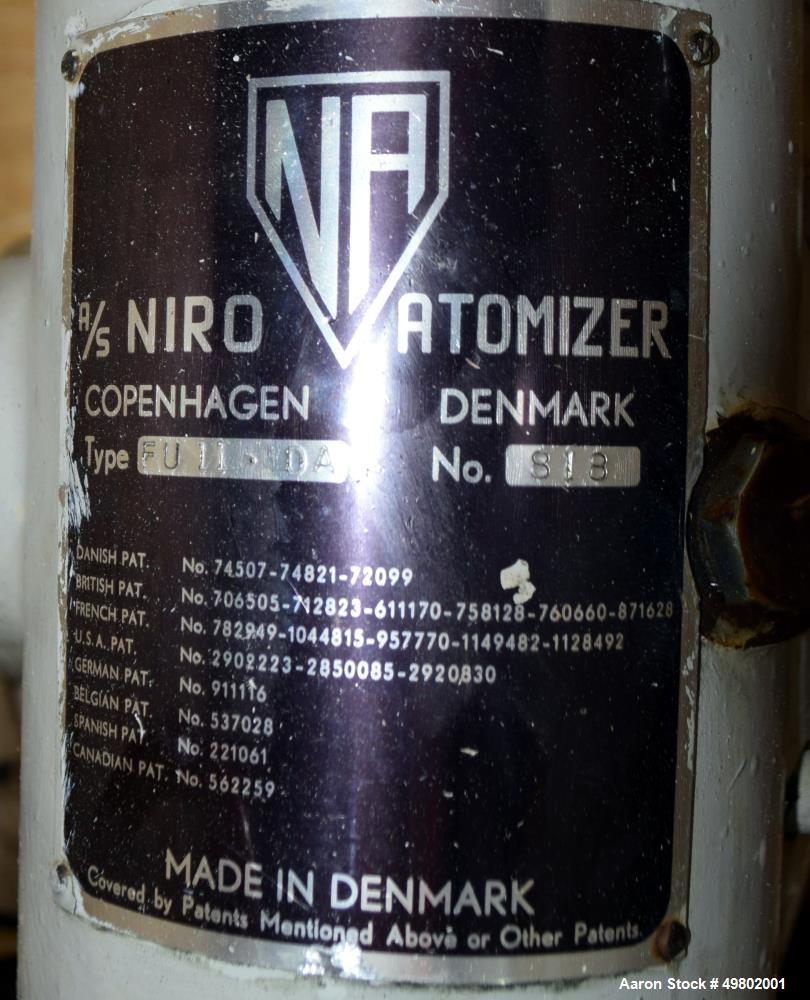 NA
A/S NIRO ATOMIZER
COPENHAGEN DENMARK
Type FU 11 - DA No. 818
DANISH PAT. No. 74507-74821-72099
BRITISH PAT. No. 706505-712823-611170-758128-760660-871628
FRENCH PAT. No. 782949-1044815-957770-1149482-1128492
U.S.A. PAT. No. 2902223-2850085-2920830
GERMAN PAT. No. 911116
BELGIAN PAT. No. 537028
SPANISH PAT. No. 221061
CANADIAN PAT. No. 562259
MADE IN DENMARK
Covered by Patents Mentioned Above or Other Patents.
Aaron Stock # 49802001